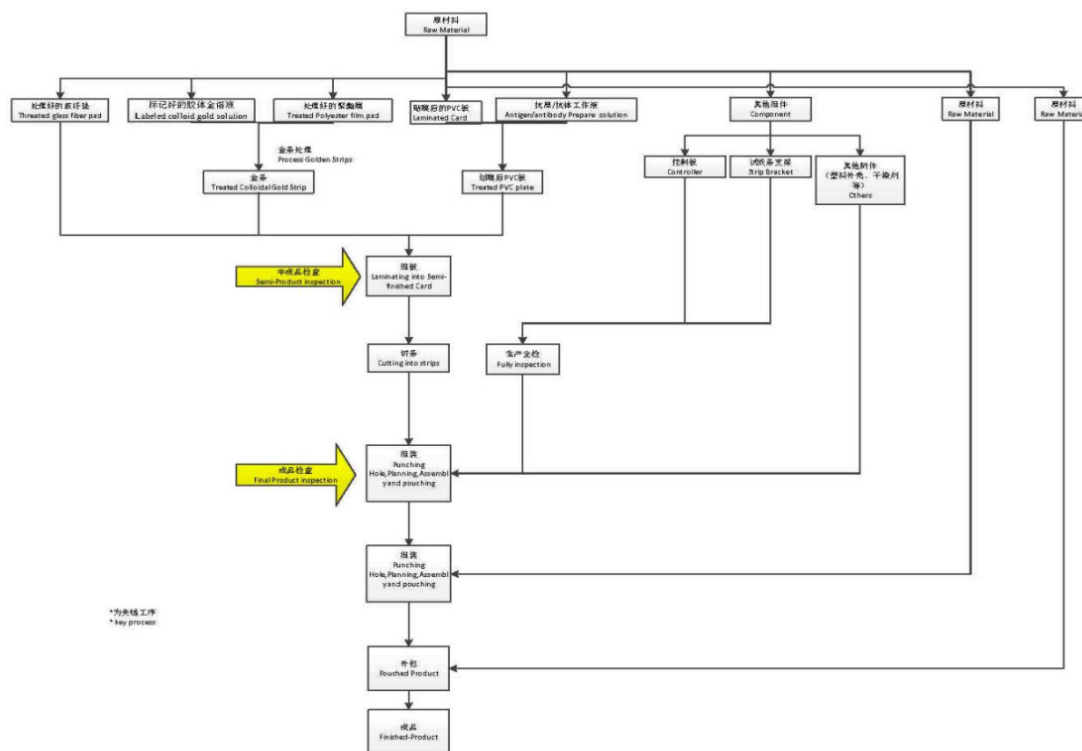 原材料
Raw Material
处理好的玻纤垫
Threated glass fiber pad
标记好的胶体金溶液
Labeled colloid gold solution
处理好的聚酯膜
Treated Polyester film pad
贴膜后的PVC板
Laminated Card
抗原/抗体工作液
Antigen/antibody Prepare solution
其他组件
Component
原材料
Raw Material
原材料
Raw Material
金条处理
Process Golden Strips
控制板
Controller
试纸条支架
Strip Bracket
其他附件
(塑料外壳、干燥剂
等)
Others
金条
Treated Colloidal Gold Strip
划膜后PVC板
Treated PVC plate
半成品检查
Semi-Product inspection
组板
Laminating into Semi-
finished Card
切条
Cutting into strips
生产全检
Fully inspection
成品检查
Final Product inspection
组装
Punching
Hole,Planning,Assembl
yand pouching
组装
Punching
Hole,Planning,Assembl
yand pouching
*为关键工序
* key process
外包
Pouched Product
成品
Finished-Product